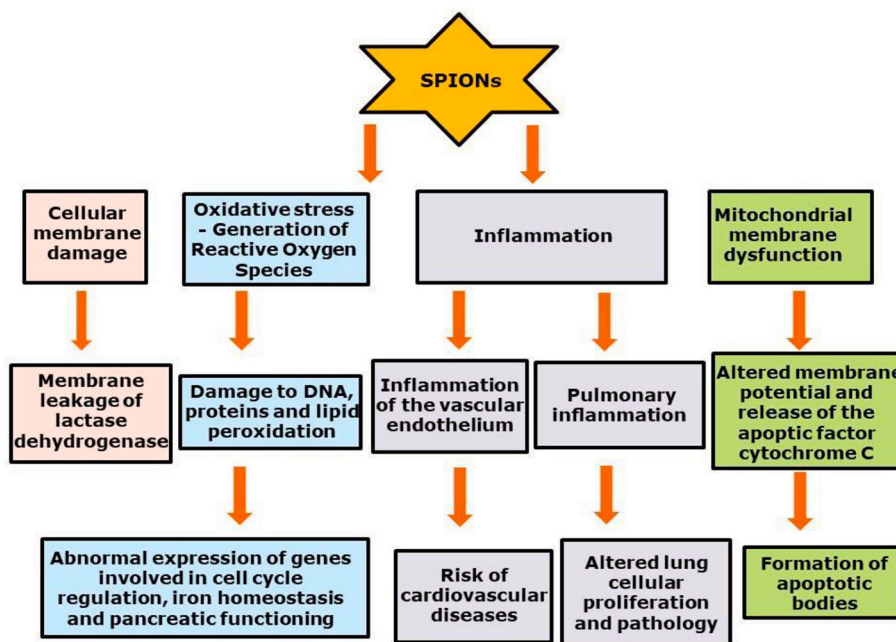 SPIONs
Cellular
membrane
damage
Oxidative stress
- Generation of
Reactive Oxygen
Species
Inflammation
Mitochondrial
membrane
dysfunction
Membrane
leakage of
lactase
dehydrogenase
Damage to DNA,
proteins and lipid
peroxidation
Inflammation
of the vascular
endothelium
Pulmonary
inflammation
Altered membrane
potential and
release of the
apoptic factor
cytochrome C
Abnormal expression of genes
involved in cell cycle
regulation, iron homeostasis
and pancreatic functioning
Risk of
cardiovascular
diseases
Altered lung
cellular
proliferation
and pathology
Formation of
apoptotic
bodies